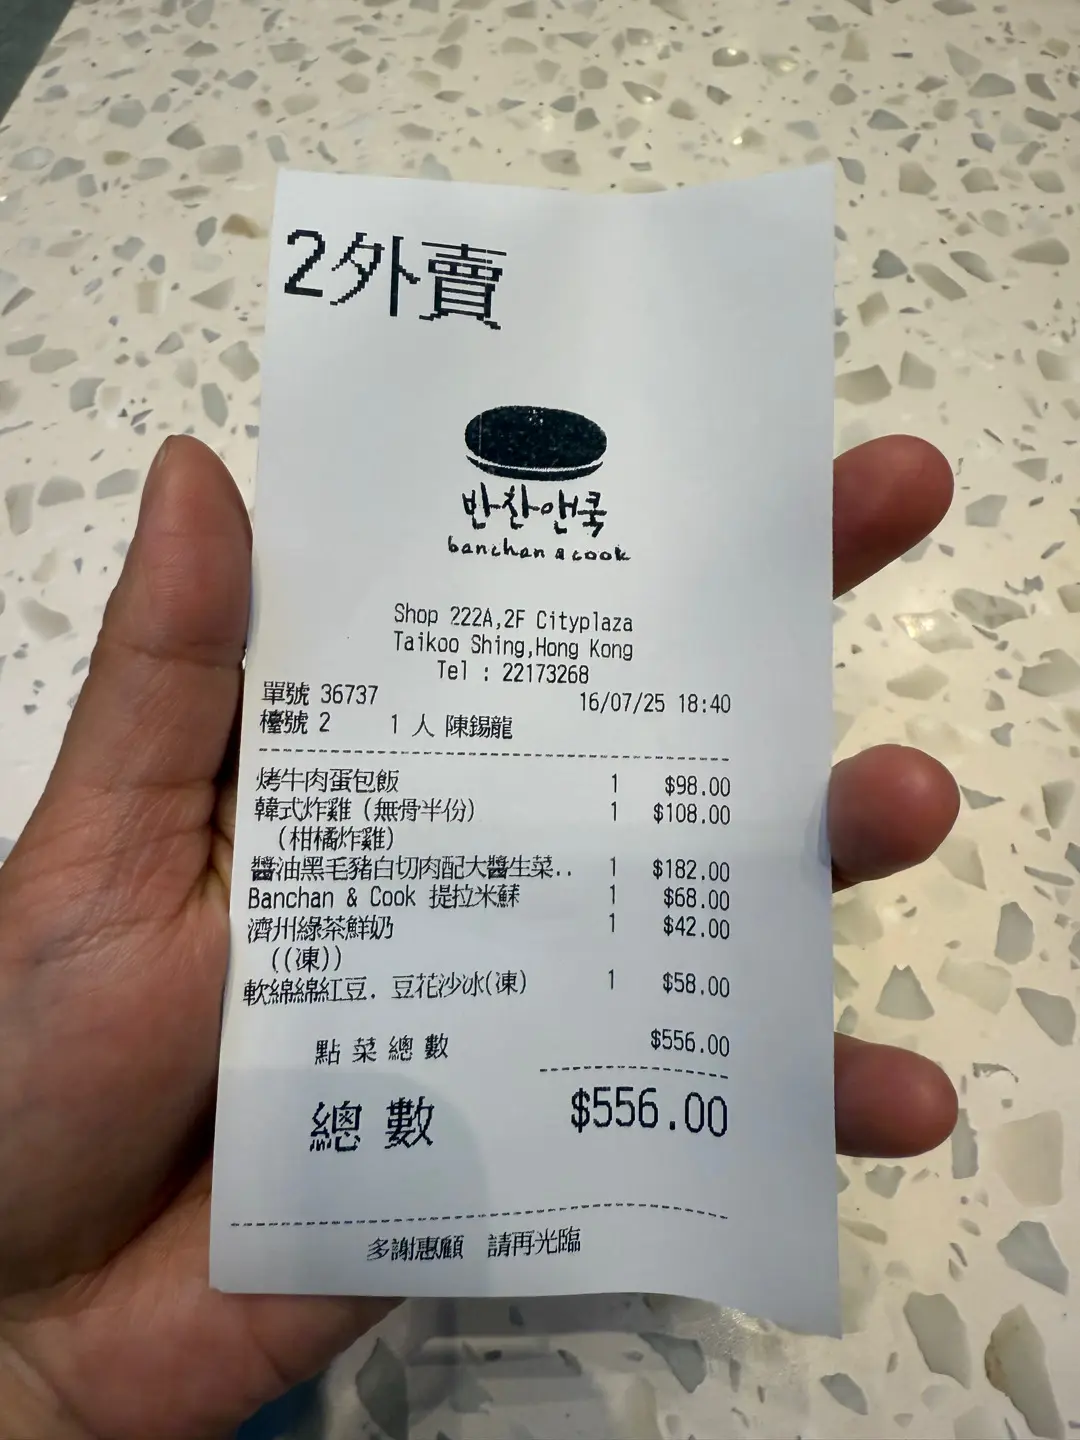 2外賣
반찬앤쿡
banchan & cook
Shop 222A,2F Cityplaza
Taikoo Shing,Hong Kong
Tel : 22173268
單號 36737 16/07/25 18:40
檯號 2 1 人 陳錫龍
烤牛肉蛋包飯 1 $98.00
韓式炸雞 (無骨半份) 1 $108.00
(柑橘炸雞)
醬油黑毛豬白切肉配大醬生菜.. 1 $182.00
Banchan & Cook 提拉米蘇 1 $68.00
濟州綠茶鮮奶 1 $42.00
((凍))
軟綿綿紅豆. 豆花沙冰(凍) 1 $58.00
點菜總數 $556.00
總數 $556.00
多謝惠顧 請再光臨